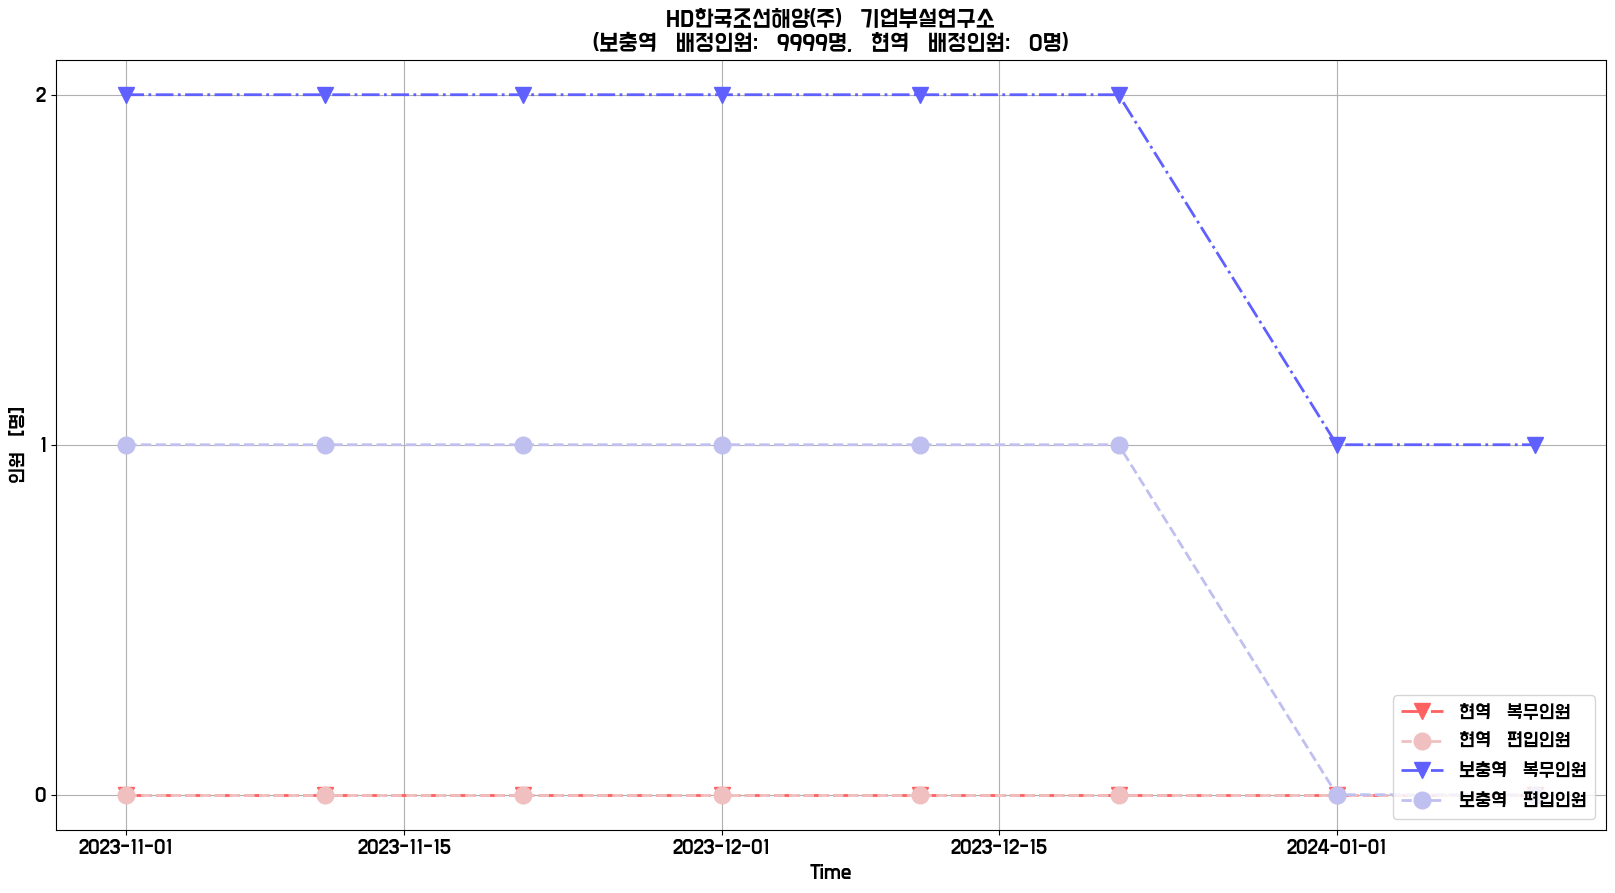 HD한국조선해양(주) 기업부설연구소
(보충역 배정인원: 9999명, 현역 배정인원: 0명)
2
1
0
인원 [명]
2023-11-01
2023-11-15
2023-12-01
2023-12-15
2024-01-01
Time
현역 복무인원
현역 편입인원
보충역 복무인원
보충역 편입인원